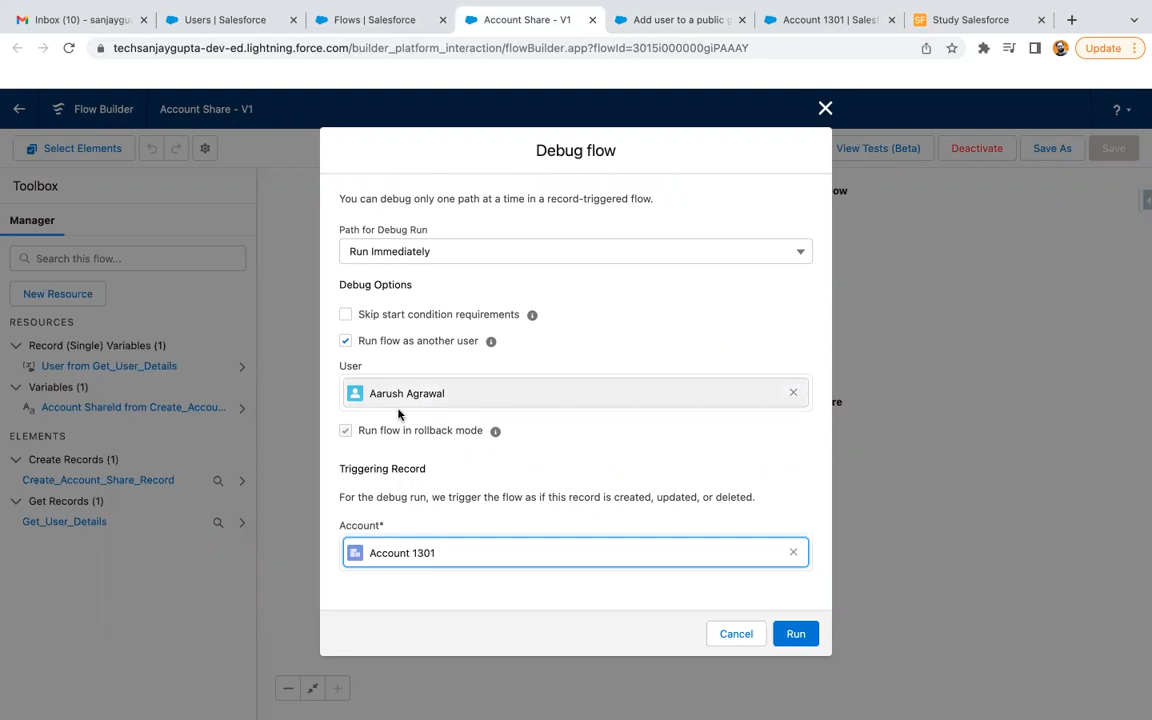 Inbox (10) – sanjaygu
Users | Salesforce
Flows | Salesforce
Account Share - V1
Add user to a public g
Account 1301 | Sales
SF Study Salesforce
techsanjaygupta-dev-ed.lightning.force.com/builder_platform_interaction/flowBuilder.app?flowId=3015i000000giPAAAY
Update
Flow Builder
Account Share - V1
?
Debug flow
Select Elements
View Tests (Beta)
Deactivate
Save As
Save
Toolbox
Manager
Search this flow...
New Resource
RESOURCES
Record (Single) Variables (1)
User from Get_User_Details
Variables (1)
Account ShareId from Create_Accou...
ELEMENTS
Create Records (1)
Create_Account_Share_Record
Get Records (1)
Get_User_Details
ow
re
You can debug only one path at a time in a record-triggered flow.
Path for Debug Run
Run Immediately
Debug Options
Skip start condition requirements
Run flow as another user
User
Aarush Agrawal
Run flow in rollback mode
Triggering Record
For the debug run, we trigger the flow as if this record is created, updated, or deleted.
Account*
Account 1301
Cancel
Run